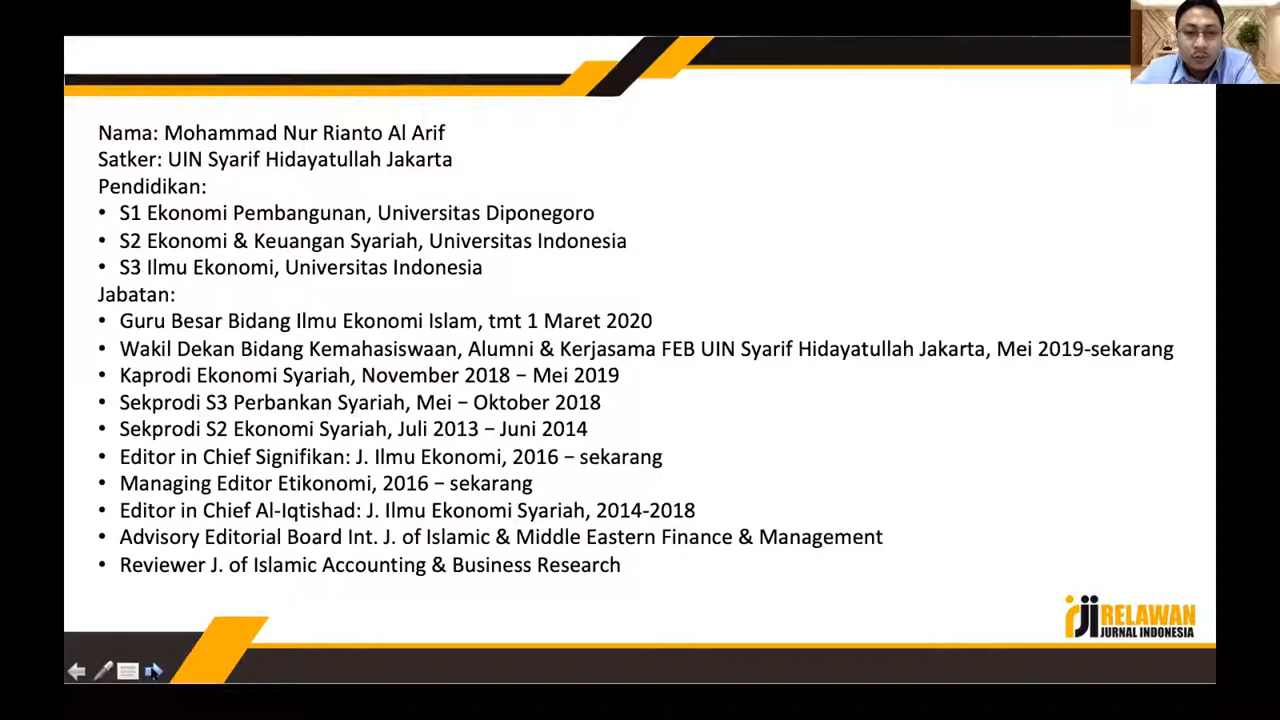 Nama: Mohammad Nur Rianto Al Arif
Satker: UIN Syarif Hidayatullah Jakarta
Pendidikan:
• S1 Ekonomi Pembangunan, Universitas Diponegoro
• S2 Ekonomi & Keuangan Syariah, Universitas Indonesia
• S3 Ilmu Ekonomi, Universitas Indonesia
Jabatan:
• Guru Besar Bidang Ilmu Ekonomi Islam, tmt 1 Maret 2020
• Wakil Dekan Bidang Kemahasiswaan, Alumni & Kerjasama FEB UIN Syarif Hidayatullah Jakarta, Mei 2019-sekarang
• Kaprodi Ekonomi Syariah, November 2018 – Mei 2019
• Sekprodi S3 Perbankan Syariah, Mei – Oktober 2018
• Sekprodi S2 Ekonomi Syariah, Juli 2013 – Juni 2014
• Editor in Chief Signifikan: J. Ilmu Ekonomi, 2016 – sekarang
• Managing Editor Etikonomi, 2016 – sekarang
• Editor in Chief Al-Iqtishad: J. Ilmu Ekonomi Syariah, 2014-2018
• Advisory Editorial Board Int. J. of Islamic & Middle Eastern Finance & Management
• Reviewer J. of Islamic Accounting & Business Research
rji RELAWAN
JURNAL INDONESIA